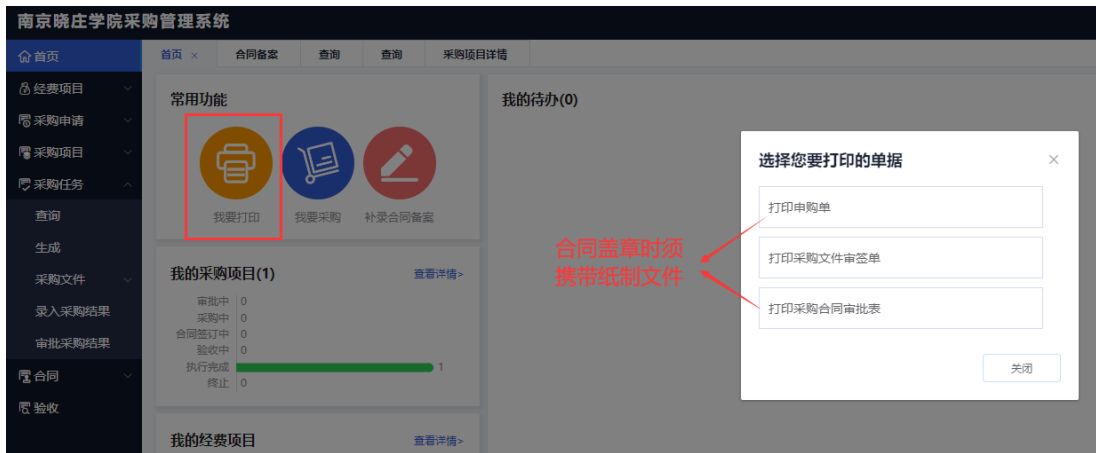 南京晓庄学院采购管理系统
首页
首页 ×
合同备案
查询
查询
采购项目详情
经费项目
采购申请
采购项目
采购任务
查询
生成
采购文件
录入采购结果
审批采购结果
合同
验收
常用功能
我要打印
我要采购
补录合同备案
我的采购项目(1)
查看详情>
审批中 0
采购中 0
合同签订中 0
验收中 0
执行完成 1
终止 0
我的经费项目
查看详情>
我的待办(0)
合同盖章时须
携带纸制文件
选择您要打印的单据 ×
打印申购单
打印采购文件审签单
打印采购合同审批表
关闭